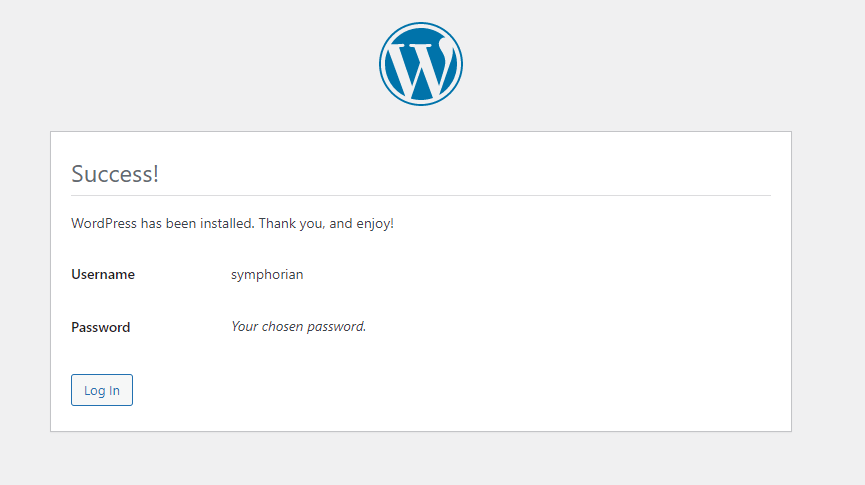 Success!
WordPress has been installed. Thank you, and enjoy!
Username symphorian
Password Your chosen password.
Log In